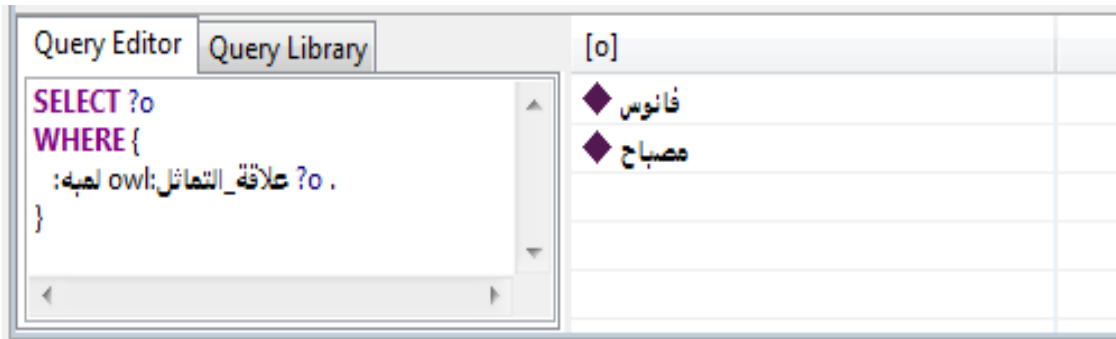 Query Editor
Query Library
SELECT ?o
WHERE {
:لمبه owl:علاقة_التماثل ?o .
}
[o]
فانوس
مصباح